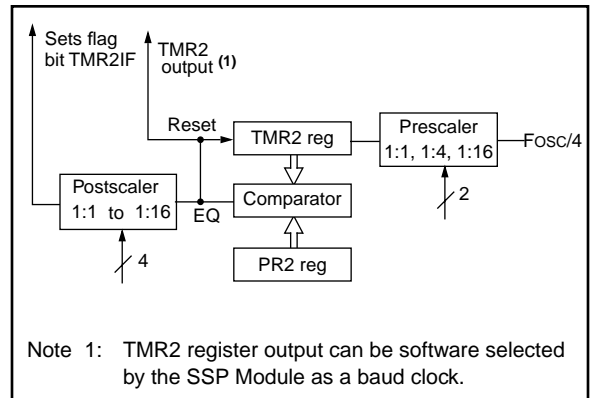 Sets flag
bit TMR2IF
TMR2
output (1)
Reset
TMR2 reg
Prescaler
1:1, 1:4, 1:16
FOSC/4
2
Postscaler
1:1 to 1:16
EQ
Comparator
4
PR2 reg
Note 1: TMR2 register output can be software selected
by the SSP Module as a baud clock.